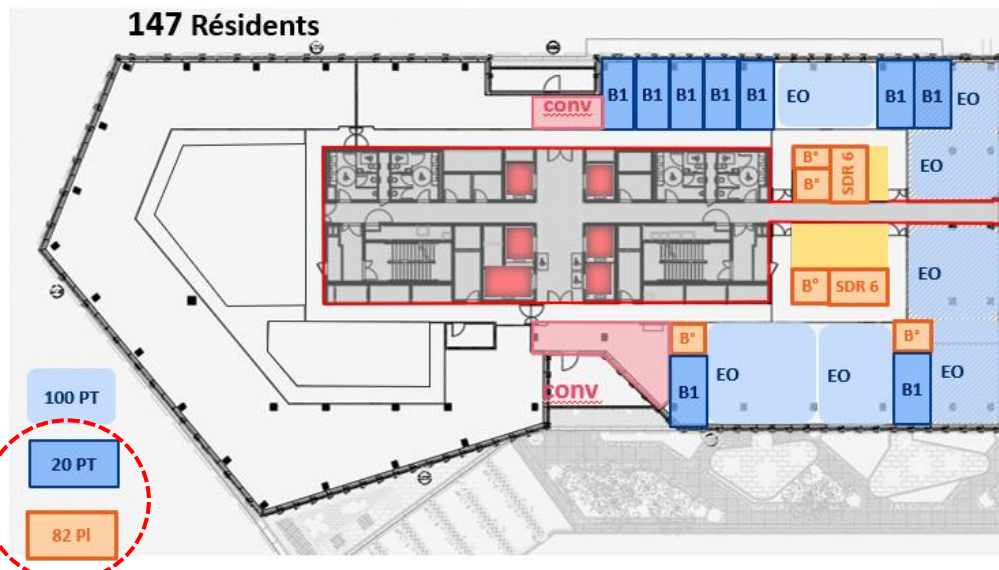 147 Résidents
conv
B1
B1
B1
B1
B1
EO
B1
B1
EO
B°
B°
SDR 6
EO
B°
SDR 6
EO
B°
B°
conv
B1
EO
EO
B1
EO
100 PT
20 PT
82 Pl